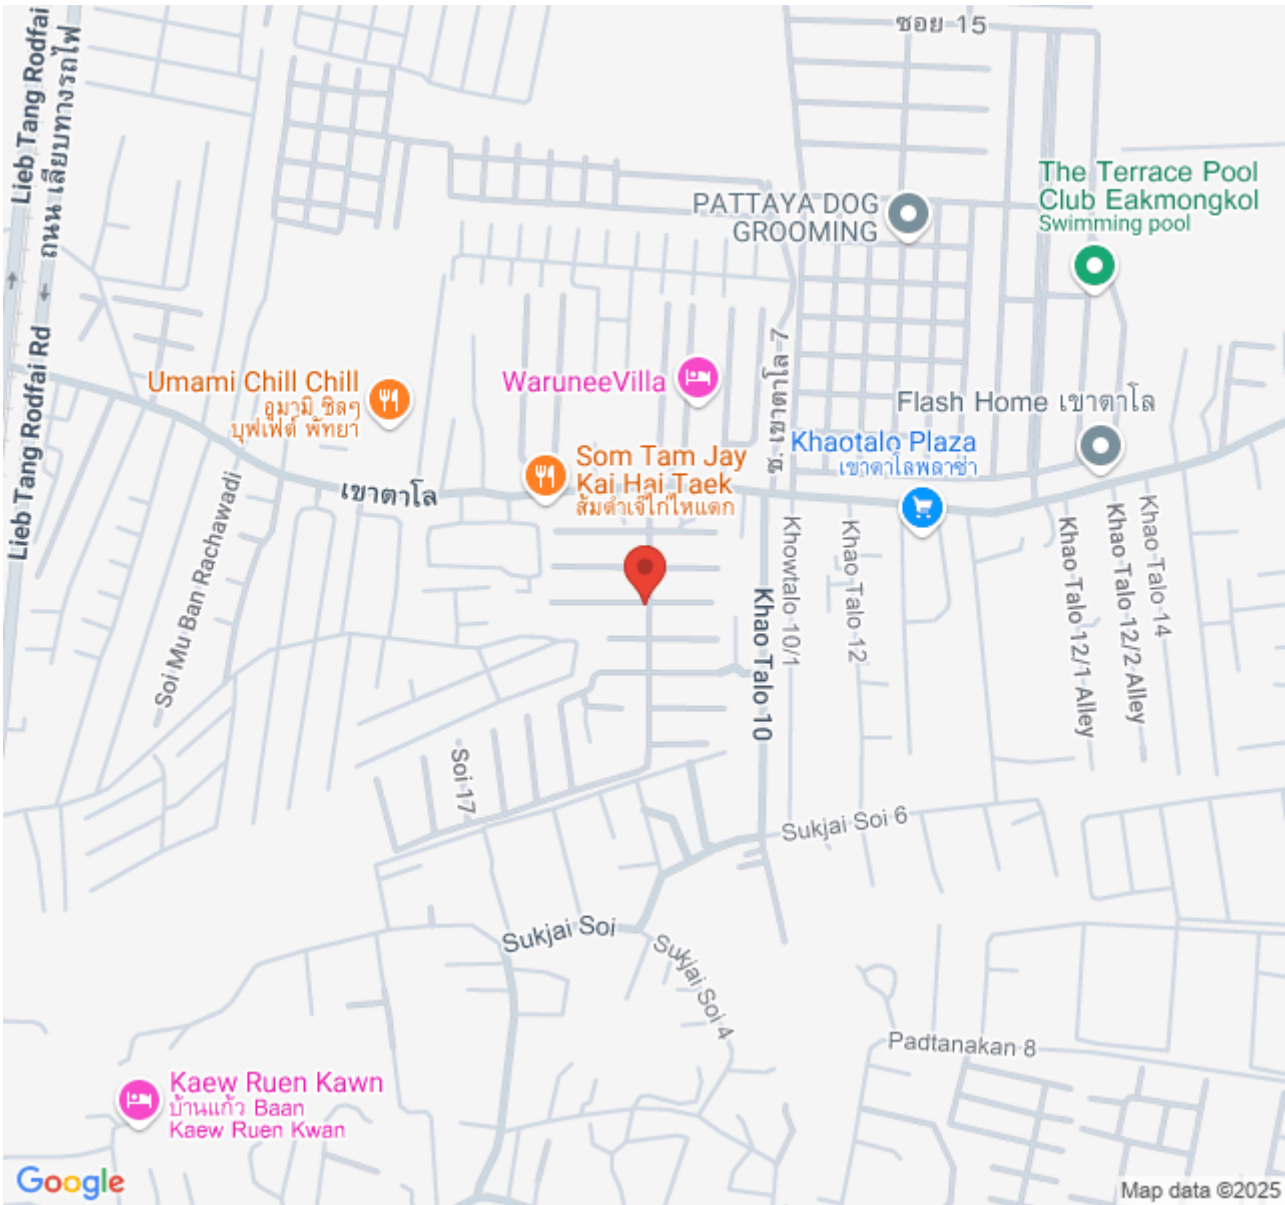 ซอย 15
Lieb Tang Rodfai
ถนน เลียบทางรถไฟ
The Terrace Pool
Club Eakmongkol
Swimming pool
PATTAYA DOG
GROOMING
ซ. เขาตาโล 7
WaruneeVilla
Umami Chill Chill
อูมามิ ชิลๆ
บุฟเฟ่ต์ พัทยา
Flash Home เขาตาโล
Khaotalo Plaza
เขาตาโลพลาซ่า
Som Tam Jay
Kai Hai Taek
ส้มตำเจ๊ไก่ไหแตก
Lieb Tang Rodfai Rd
เขาตาโล
Soi Mu Ban Rachawadi
Khao Talo 10
Khowtalo 10/1
Khao Talo 12
Khao Talo 12/1 Alley
Khao Talo 12/2 Alley
Khao Talo 14
Soi 17
Sukjai Soi 6
Sukjai Soi
Sukjai Soi 4
Padtanakan 8
Kaew Ruen Kawn
บ้านแก้ว Baan
Kaew Ruen Kwan
Google
Map data ©2025